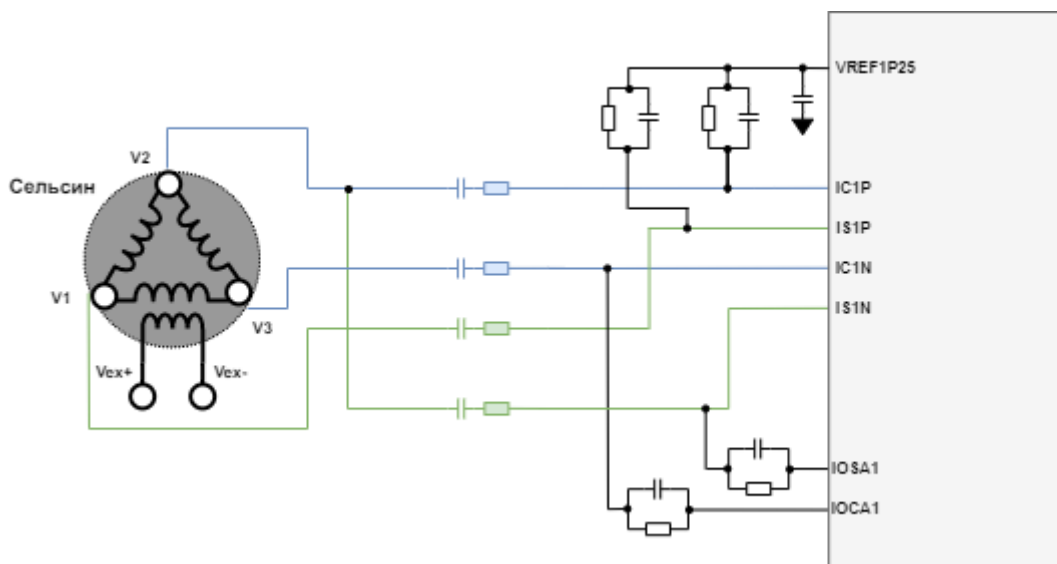 VREF1P25
V2
Сельсин
IC1P
IS1P
IC1N
V1
IS1N
V3
Vex+
Vex-
IOSA1
IOCA1